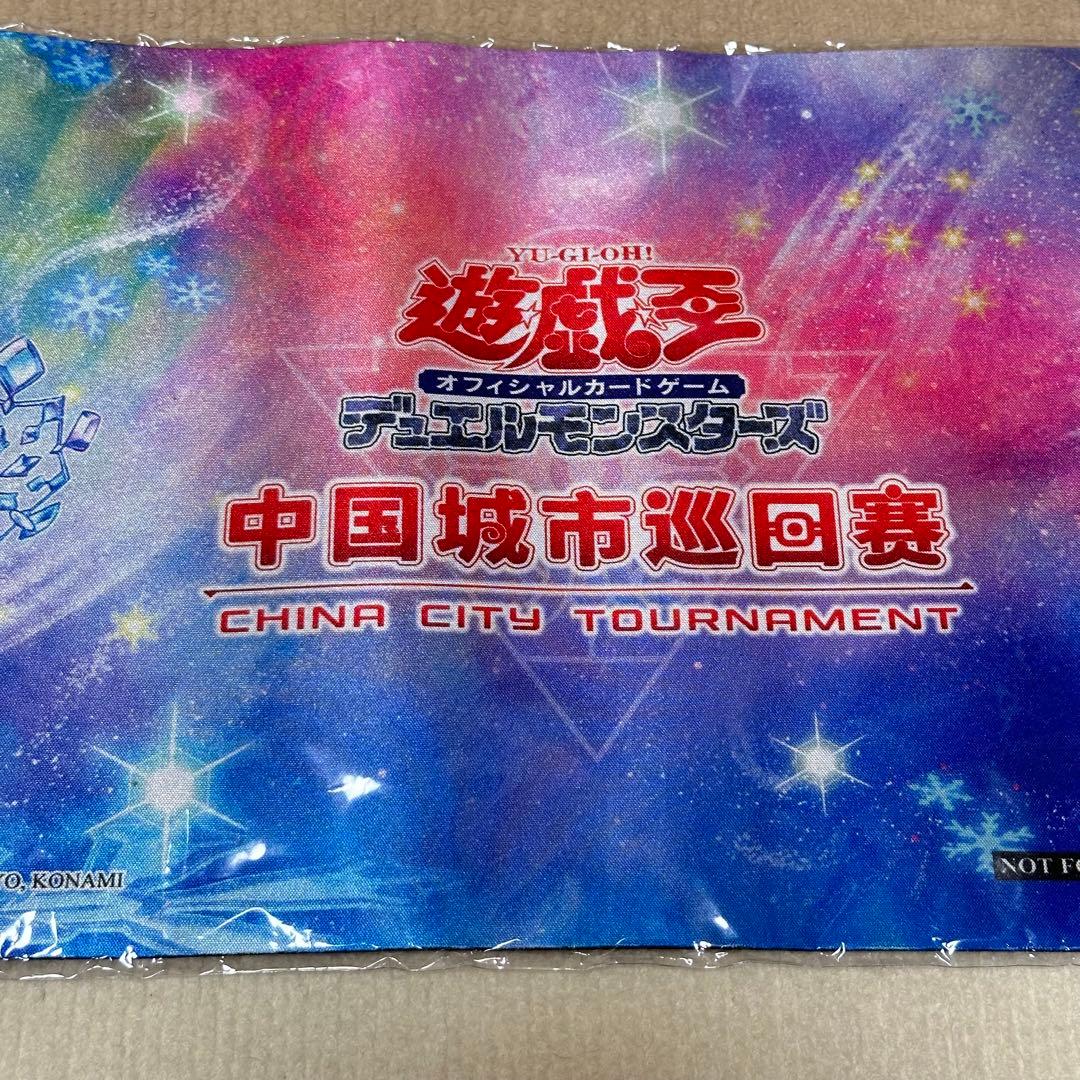 YU-GI-OH!
遊戯王
オフィシャルカードゲーム
デュエルモンスターズ
中国城市巡回赛
CHINA CITY TOURNAMENT
KONAMI
NOT